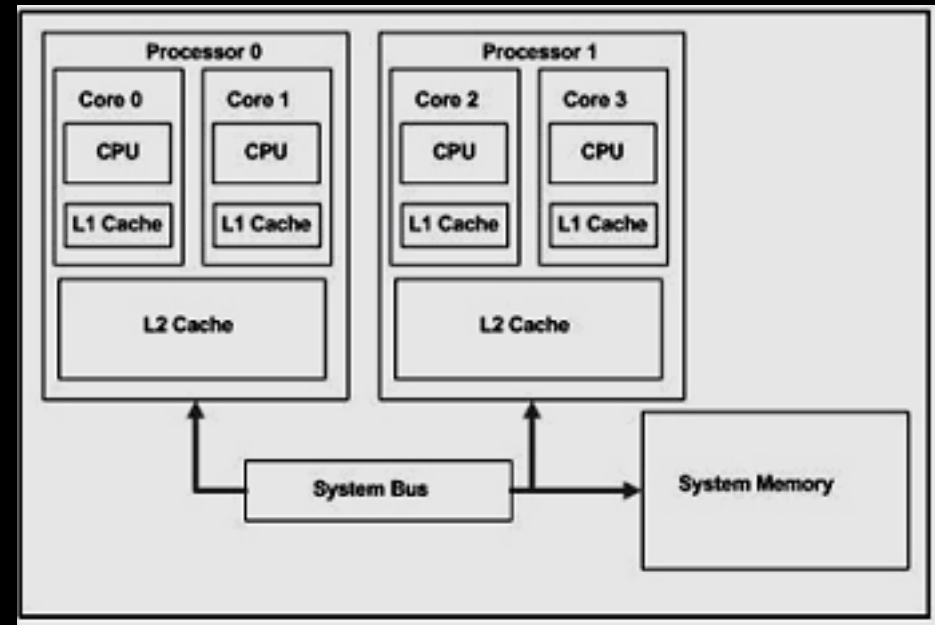 Processor 0
Processor 1
Core 0
Core 1
Core 2
Core 3
CPU
CPU
CPU
CPU
L1 Cache
L1 Cache
L1 Cache
L1 Cache
L2 Cache
L2 Cache
System Bus
System Memory